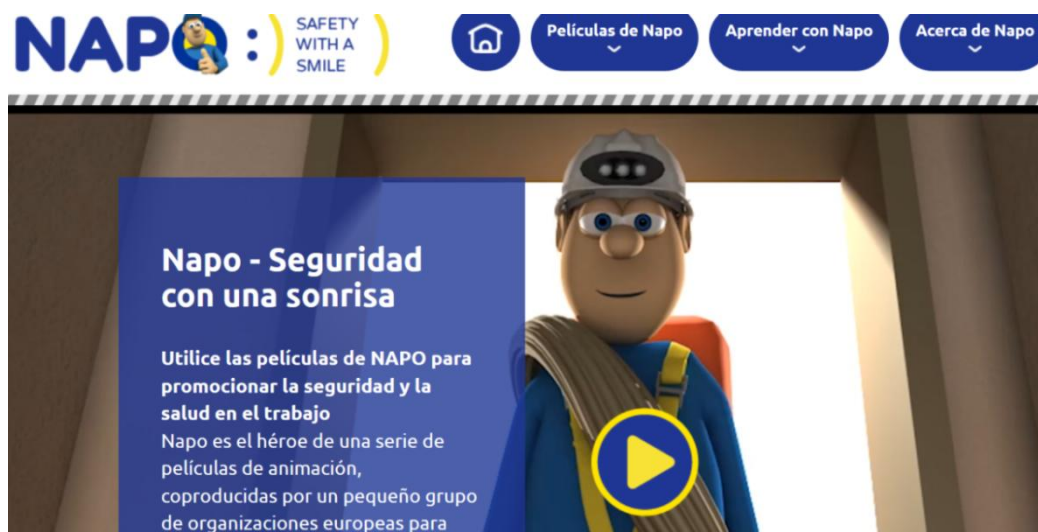 NAPO :)
SAFETY
WITH A
SMILE
Películas de Napo
Aprender con Napo
Acerca de Napo
Napo - Seguridad
con una sonrisa
Utilice las películas de NAPO para
promocionar la seguridad y la
salud en el trabajo
Napo es el héroe de una serie de
películas de animación,
coproducidas por un pequeño grupo
de organizaciones europeas para